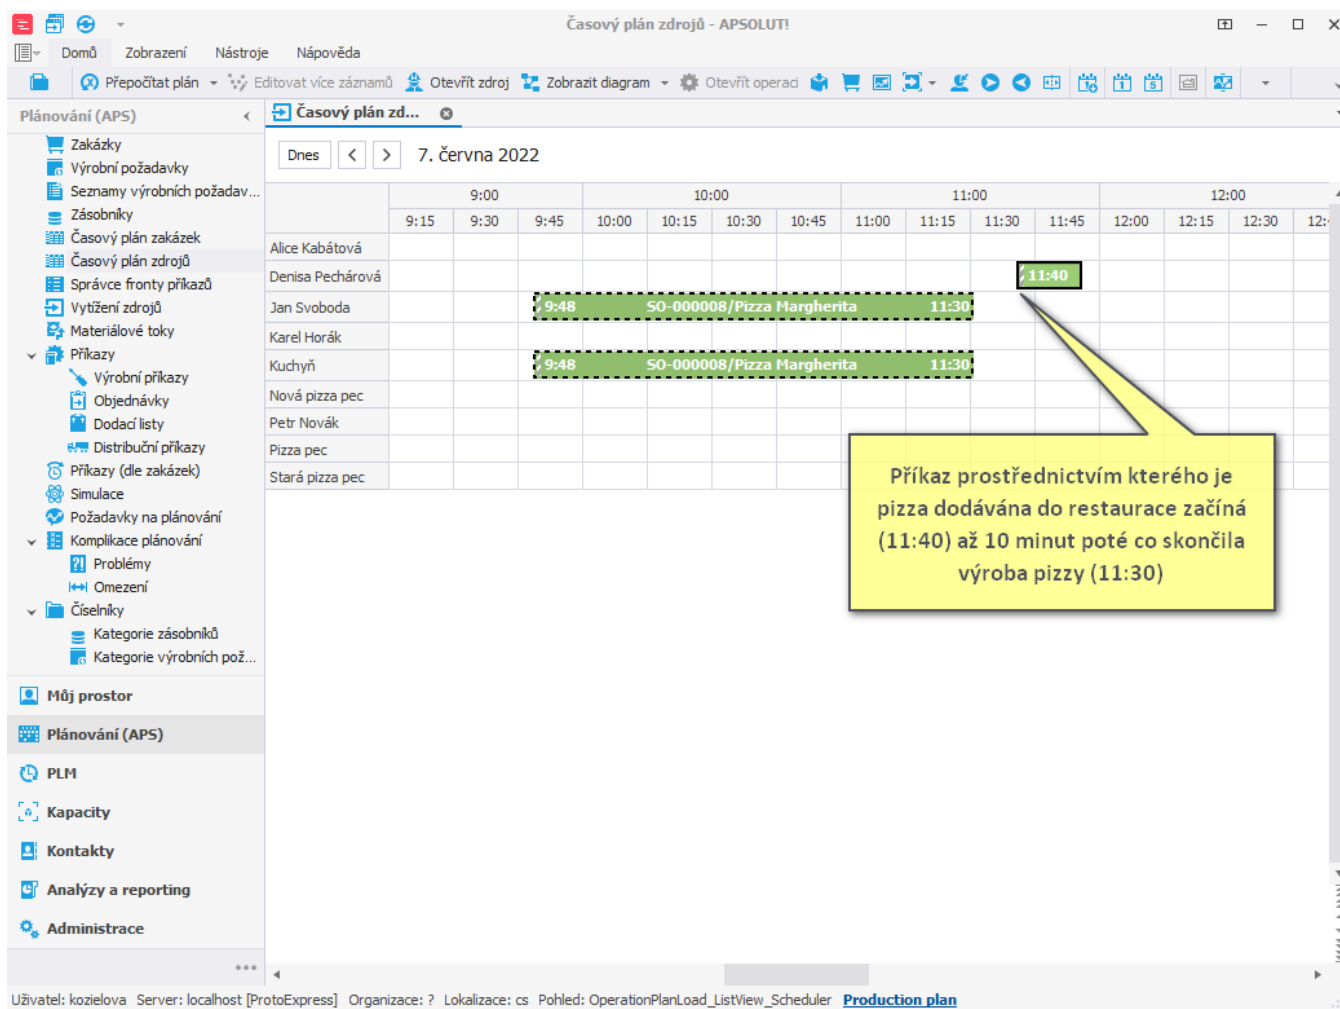 Časový plán zdrojů - APSOLUT!
Domů Zobrazení Nástroje Nápověda
Přepočítat plán Editovat více záznamů Otevřít zdroj Zobrazit diagram Otevřít operaci
Plánování (APS)
Časový plán zd...
Zakázky
Výrobní požadavky
Seznamy výrobních požadav...
Zásobníky
Časový plán zakázek
Časový plán zdrojů
Správce fronty příkazů
Vytížení zdrojů
Materiálové toky
Příkazy
Výrobní příkazy
Objednávky
Dodací listy
Distribuční příkazy
Příkazy (dle zakázek)
Simulace
Požadavky na plánování
Komplikace plánování
Problémy
Omezení
Číselníky
Kategorie zásobníků
Kategorie výrobních pož...
Můj prostor
Plánování (APS)
PLM
Kapacity
Kontakty
Analýzy a reporting
Administrace
Dnes 7. června 2022
9:00 10:00 11:00 12:00
9:15 9:30 9:45 10:00 10:15 10:30 10:45 11:00 11:15 11:30 11:45 12:00 12:15 12:30
Alice Kabátová
Denisa Pechárová 11:40
Jan Svoboda 9:48 SO-000008/Pizza Margherita 11:30
Karel Horák
Kuchyň 9:48 SO-000008/Pizza Margherita 11:30
Nová pizza pec
Petr Novák
Pizza pec
Stará pizza pec
Příkaz prostřednictvím kterého je
pizza dodávána do restaurace začíná
(11:40) až 10 minut poté co skončila
výroba pizzy (11:30)
Uživatel: kozielova Server: localhost [ProtoExpress] Organizace: ? Lokalizace: cs Pohled: OperationPlanLoad_ListView_Scheduler Production plan